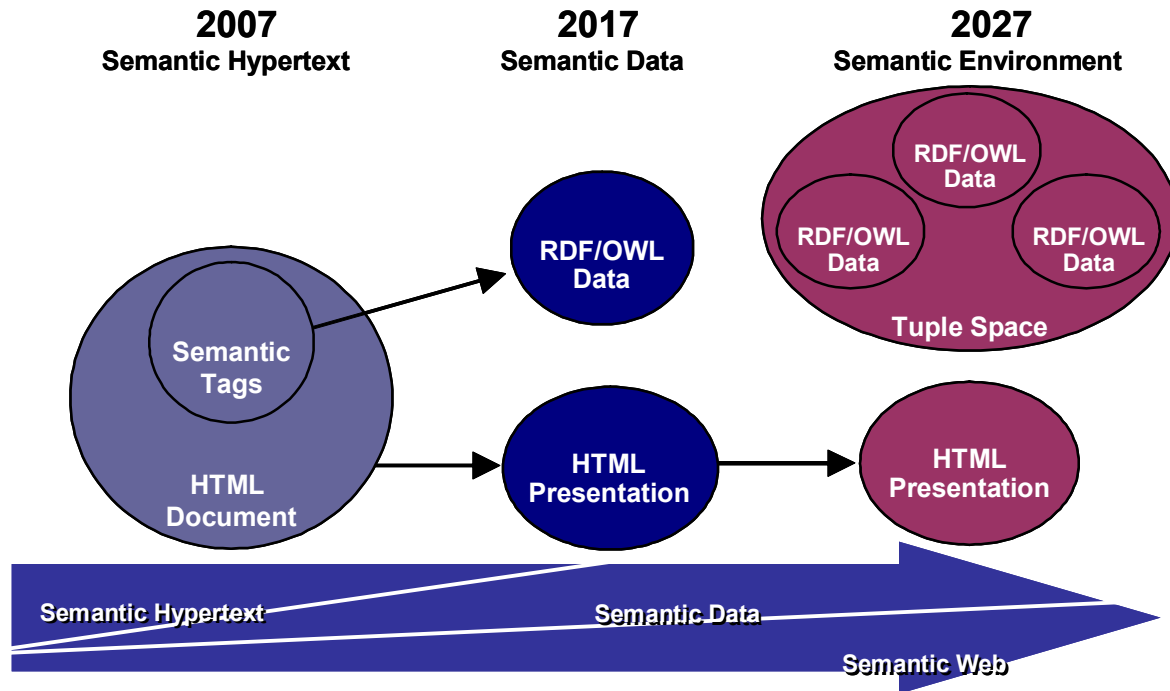 2007
Semantic Hypertext
2017
Semantic Data
2027
Semantic Environment
Semantic
Tags
HTML
Document
RDF/OWL
Data
HTML
Presentation
RDF/OWL
Data
RDF/OWL
Data
RDF/OWL
Data
Tuple Space
HTML
Presentation
Semantic Hypertext
Semantic Data
Semantic Web